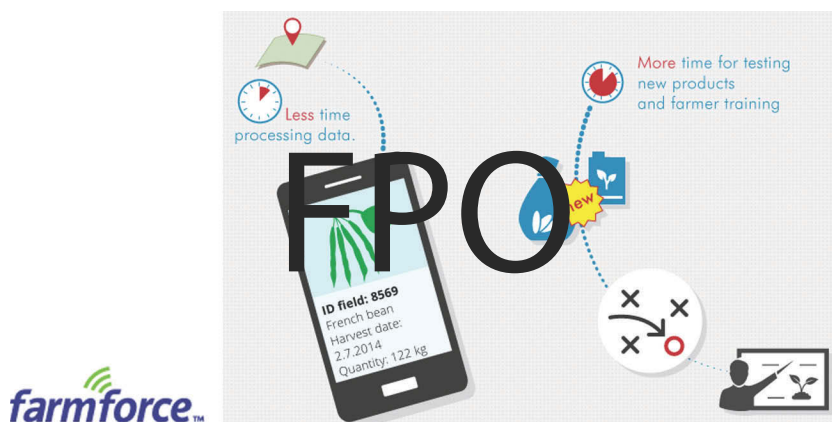 More time for testing
new products
and farmer training
Less time
processing data.
FPO
new
ID field: 8569
French bean
Harvest date:
2.7.2014
Quantity: 122 kg
farmforce™